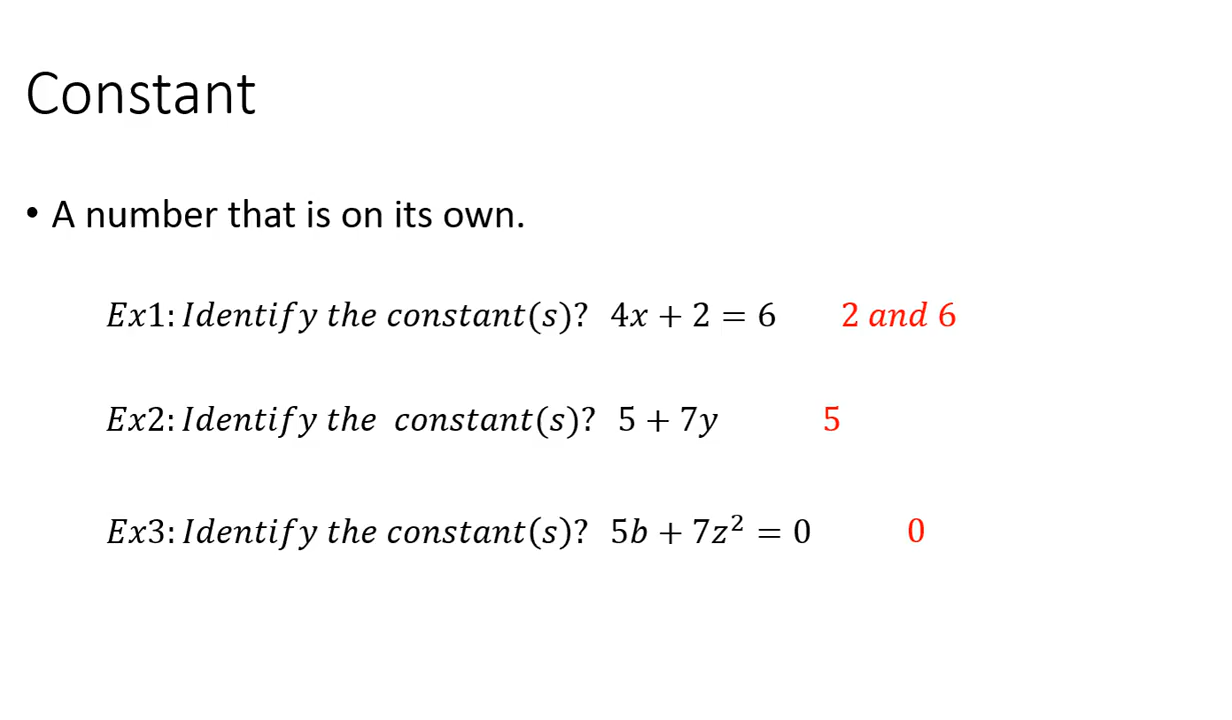 Constant
• A number that is on its own.
Ex1: Identify the constant(s)? 4x + 2 = 6 2 and 6
Ex2: Identify the constant(s)? 5 + 7y 5
Ex3: Identify the constant(s)? 5b + 7z² = 0 0